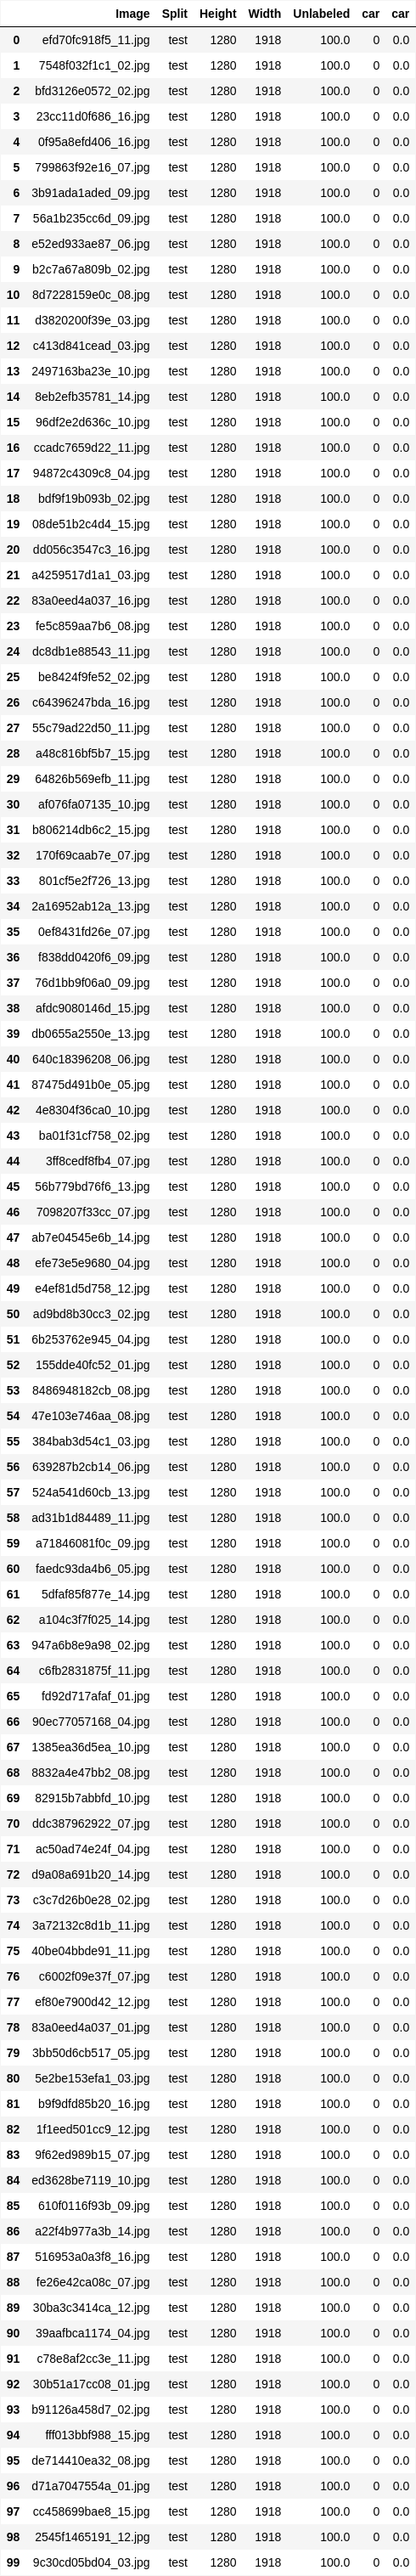 Image Split Height Width Unlabeled car car
0 efd70fc918f5_11.jpg test 1280 1918 100.0 0 0.0
1 7548f032f1c1_02.jpg test 1280 1918 100.0 0 0.0
2 bfd3126e0572_02.jpg test 1280 1918 100.0 0 0.0
3 23cc11d0f686_16.jpg test 1280 1918 100.0 0 0.0
4 0f95a8efd406_16.jpg test 1280 1918 100.0 0 0.0
5 799863f92e16_07.jpg test 1280 1918 100.0 0 0.0
6 3b91ada1aded_09.jpg test 1280 1918 100.0 0 0.0
7 56a1b235cc6d_09.jpg test 1280 1918 100.0 0 0.0
8 e52ed933ae87_06.jpg test 1280 1918 100.0 0 0.0
9 b2c7a67a809b_02.jpg test 1280 1918 100.0 0 0.0
10 8d7228159e0c_08.jpg test 1280 1918 100.0 0 0.0
11 d3820200f39e_03.jpg test 1280 1918 100.0 0 0.0
12 c413d841cead_03.jpg test 1280 1918 100.0 0 0.0
13 2497163ba23e_10.jpg test 1280 1918 100.0 0 0.0
14 8eb2efb35781_14.jpg test 1280 1918 100.0 0 0.0
15 96df2e2d636c_10.jpg test 1280 1918 100.0 0 0.0
16 ccadc7659d22_11.jpg test 1280 1918 100.0 0 0.0
17 94872c4309c8_04.jpg test 1280 1918 100.0 0 0.0
18 bdf9f19b093b_02.jpg test 1280 1918 100.0 0 0.0
19 08de51b2c4d4_15.jpg test 1280 1918 100.0 0 0.0
20 dd056c3547c3_16.jpg test 1280 1918 100.0 0 0.0
21 a4259517d1a1_03.jpg test 1280 1918 100.0 0 0.0
22 83a0eed4a037_16.jpg test 1280 1918 100.0 0 0.0
23 fe5c859aa7b6_08.jpg test 1280 1918 100.0 0 0.0
24 dc8db1e88543_11.jpg test 1280 1918 100.0 0 0.0
25 be8424f9fe52_02.jpg test 1280 1918 100.0 0 0.0
26 c64396247bda_16.jpg test 1280 1918 100.0 0 0.0
27 55c79ad22d50_11.jpg test 1280 1918 100.0 0 0.0
28 a48c816bf5b7_15.jpg test 1280 1918 100.0 0 0.0
29 64826b569efb_11.jpg test 1280 1918 100.0 0 0.0
30 af076fa07135_10.jpg test 1280 1918 100.0 0 0.0
31 b806214db6c2_15.jpg test 1280 1918 100.0 0 0.0
32 170f69caab7e_07.jpg test 1280 1918 100.0 0 0.0
33 801cf5e2f726_13.jpg test 1280 1918 100.0 0 0.0
34 2a16952ab12a_13.jpg test 1280 1918 100.0 0 0.0
35 0ef8431fd26e_07.jpg test 1280 1918 100.0 0 0.0
36 f838dd0420f6_09.jpg test 1280 1918 100.0 0 0.0
37 76d1bb9f06a0_09.jpg test 1280 1918 100.0 0 0.0
38 afdc9080146d_15.jpg test 1280 1918 100.0 0 0.0
39 db0655a2550e_13.jpg test 1280 1918 100.0 0 0.0
40 640c18396208_06.jpg test 1280 1918 100.0 0 0.0
41 87475d491b0e_05.jpg test 1280 1918 100.0 0 0.0
42 4e8304f36ca0_10.jpg test 1280 1918 100.0 0 0.0
43 ba01f31cf758_02.jpg test 1280 1918 100.0 0 0.0
44 3ff8cedf8fb4_07.jpg test 1280 1918 100.0 0 0.0
45 56b779bd76f6_13.jpg test 1280 1918 100.0 0 0.0
46 7098207f33cc_07.jpg test 1280 1918 100.0 0 0.0
47 ab7e04545e6b_14.jpg test 1280 1918 100.0 0 0.0
48 efe73e5e9680_04.jpg test 1280 1918 100.0 0 0.0
49 e4ef81d5d758_12.jpg test 1280 1918 100.0 0 0.0
50 ad9bd8b30cc3_02.jpg test 1280 1918 100.0 0 0.0
51 6b253762e945_04.jpg test 1280 1918 100.0 0 0.0
52 155dde40fc52_01.jpg test 1280 1918 100.0 0 0.0
53 8486948182cb_08.jpg test 1280 1918 100.0 0 0.0
54 47e103e746aa_08.jpg test 1280 1918 100.0 0 0.0
55 384bab3d54c1_03.jpg test 1280 1918 100.0 0 0.0
56 639287b2cb14_06.jpg test 1280 1918 100.0 0 0.0
57 524a541d60cb_13.jpg test 1280 1918 100.0 0 0.0
58 ad31b1d84489_11.jpg test 1280 1918 100.0 0 0.0
59 a71846081f0c_09.jpg test 1280 1918 100.0 0 0.0
60 faedc93da4b6_05.jpg test 1280 1918 100.0 0 0.0
61 5dfaf85f877e_14.jpg test 1280 1918 100.0 0 0.0
62 a104c3f7f025_14.jpg test 1280 1918 100.0 0 0.0
63 947a6b8e9a98_02.jpg test 1280 1918 100.0 0 0.0
64 c6fb2831875f_11.jpg test 1280 1918 100.0 0 0.0
65 fd92d717afaf_01.jpg test 1280 1918 100.0 0 0.0
66 90ec77057168_04.jpg test 1280 1918 100.0 0 0.0
67 1385ea36d5ea_10.jpg test 1280 1918 100.0 0 0.0
68 8832a4e47bb2_08.jpg test 1280 1918 100.0 0 0.0
69 82915b7abbfd_10.jpg test 1280 1918 100.0 0 0.0
70 ddc387962922_07.jpg test 1280 1918 100.0 0 0.0
71 ac50ad74e24f_04.jpg test 1280 1918 100.0 0 0.0
72 d9a08a691b20_14.jpg test 1280 1918 100.0 0 0.0
73 c3c7d26b0e28_02.jpg test 1280 1918 100.0 0 0.0
74 3a72132c8d1b_11.jpg test 1280 1918 100.0 0 0.0
75 40be04bbde91_11.jpg test 1280 1918 100.0 0 0.0
76 c6002f09e37f_07.jpg test 1280 1918 100.0 0 0.0
77 ef80e7900d42_12.jpg test 1280 1918 100.0 0 0.0
78 83a0eed4a037_01.jpg test 1280 1918 100.0 0 0.0
79 3bb50d6cb517_05.jpg test 1280 1918 100.0 0 0.0
80 5e2be153efa1_03.jpg test 1280 1918 100.0 0 0.0
81 b9f9dfd85b20_16.jpg test 1280 1918 100.0 0 0.0
82 1f1eed501cc9_12.jpg test 1280 1918 100.0 0 0.0
83 9f62ed989b15_07.jpg test 1280 1918 100.0 0 0.0
84 ed3628be7119_10.jpg test 1280 1918 100.0 0 0.0
85 610f0116f93b_09.jpg test 1280 1918 100.0 0 0.0
86 a22f4b977a3b_14.jpg test 1280 1918 100.0 0 0.0
87 516953a0a3f8_16.jpg test 1280 1918 100.0 0 0.0
88 fe26e42ca08c_07.jpg test 1280 1918 100.0 0 0.0
89 30ba3c3414ca_12.jpg test 1280 1918 100.0 0 0.0
90 39aafbca1174_04.jpg test 1280 1918 100.0 0 0.0
91 c78e8af2cc3e_11.jpg test 1280 1918 100.0 0 0.0
92 30b51a17cc08_01.jpg test 1280 1918 100.0 0 0.0
93 b91126a458d7_02.jpg test 1280 1918 100.0 0 0.0
94 fff013bbf988_15.jpg test 1280 1918 100.0 0 0.0
95 de714410ea32_08.jpg test 1280 1918 100.0 0 0.0
96 d71a7047554a_01.jpg test 1280 1918 100.0 0 0.0
97 cc458699bae8_15.jpg test 1280 1918 100.0 0 0.0
98 2545f1465191_12.jpg test 1280 1918 100.0 0 0.0
99 9c30cd05bd04_03.jpg test 1280 1918 100.0 0 0.0